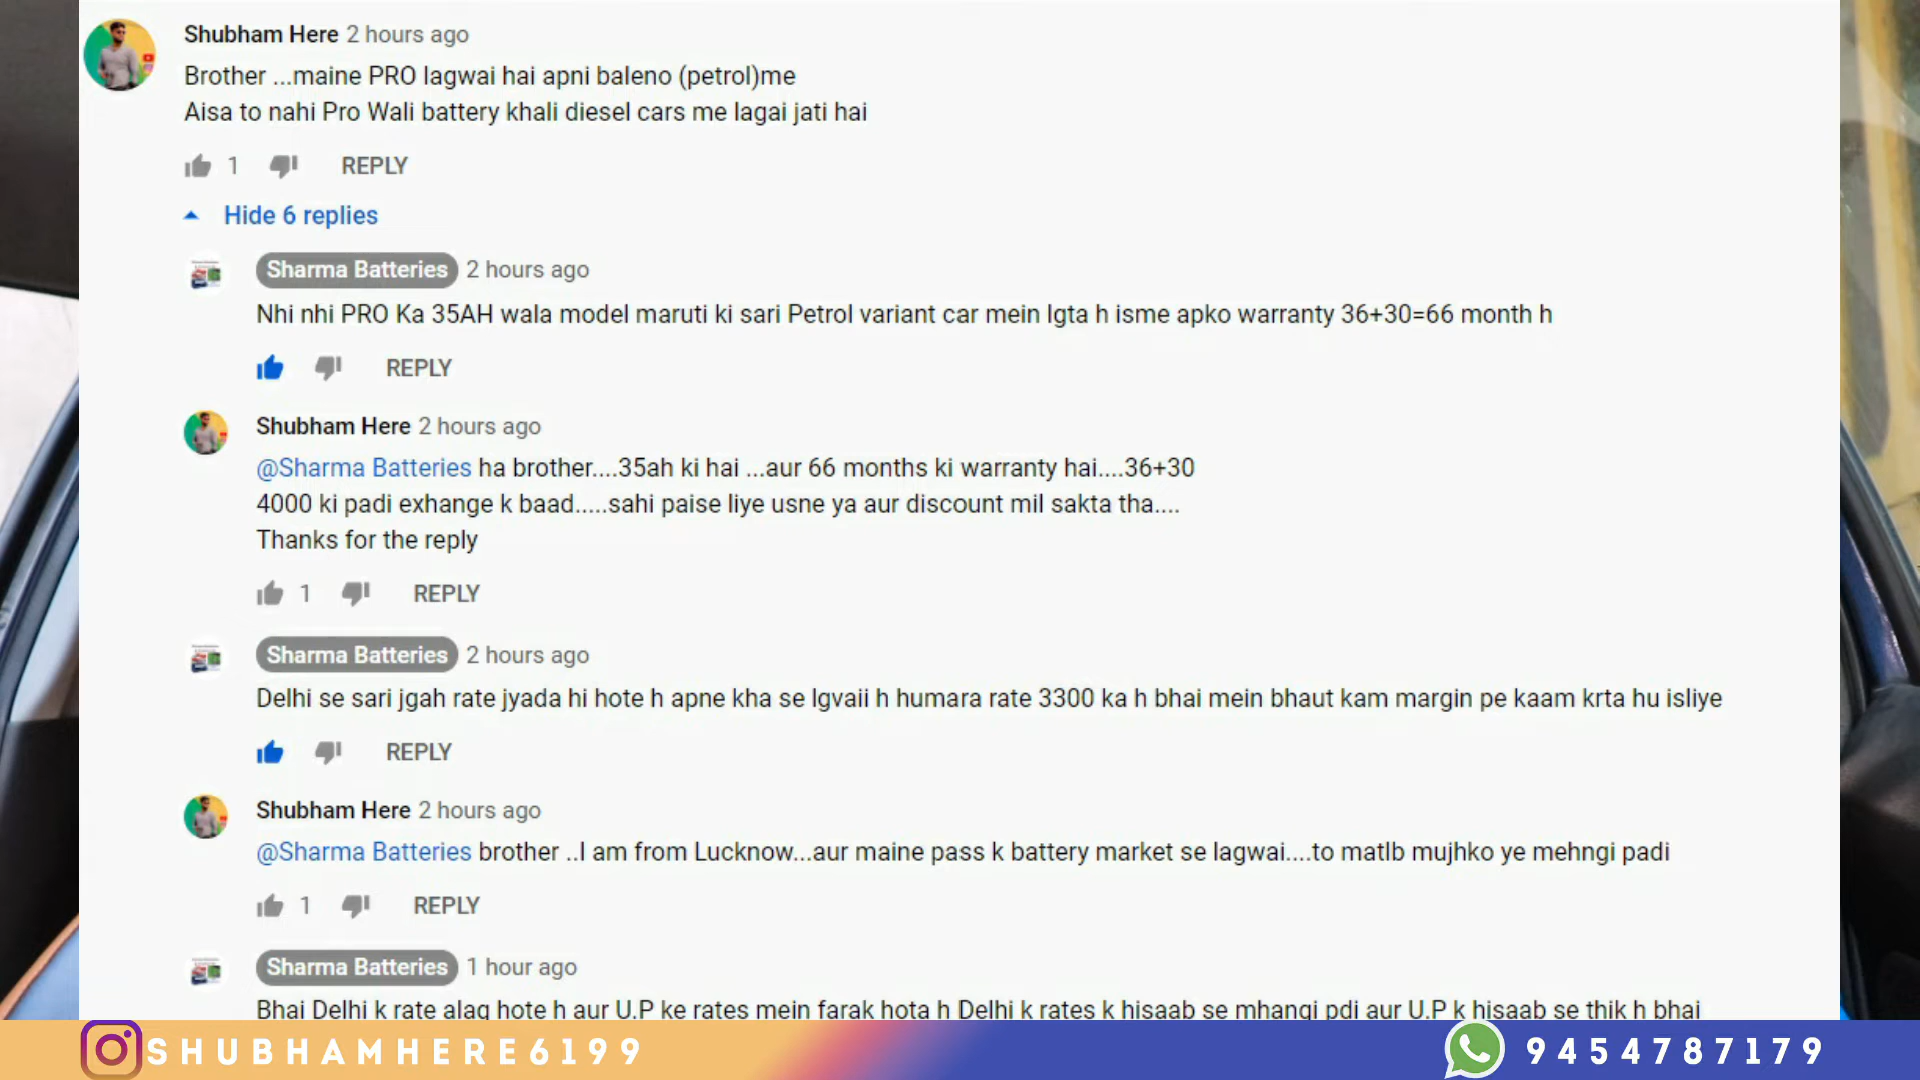 Shubham Here 2 hours ago
Brother ...maine PRO lagwai hai apni baleno (petrol)me
Aisa to nahi Pro Wali battery khali diesel cars me lagai jati hai
1 REPLY
Hide 6 replies
Sharma Batteries 2 hours ago
Nhi nhi PRO Ka 35AH wala model maruti ki sari Petrol variant car mein lgta h isme apko warranty 36+30=66 month h
REPLY
Shubham Here 2 hours ago
@Sharma Batteries ha brother....35ah ki hai ...aur 66 months ki warranty hai....36+30
4000 ki padi exhange k baad.....sahi paise liye usne ya aur discount mil sakta tha....
Thanks for the reply
1 REPLY
Sharma Batteries 2 hours ago
Delhi se sari jgah rate jyada hi hote h apne kha se lgvaii h humara rate 3300 ka h bhai mein bhaut kam margin pe kaam krta hu isliye
REPLY
Shubham Here 2 hours ago
@Sharma Batteries brother ..I am from Lucknow...aur maine pass k battery market se lagwai....to matlb mujhko ye mehngi padi
1 REPLY
Sharma Batteries 1 hour ago
Bhai Delhi k rate alag hote h aur U.P ke rates mein farak hota h Delhi k rates k hisaab se mhangi pdi aur U.P k hisaab se thik h bhai
SHUBHAMHERE6199
9454787179